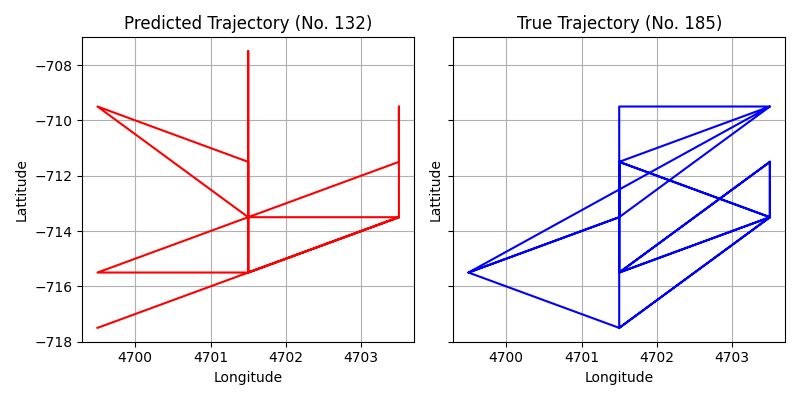 Predicted Trajectory (No. 132)
True Trajectory (No. 185)
Lattitude
−708
−710
−712
−714
−716
−718
4700
4701
4702
4703
Longitude
Lattitude
4700
4701
4702
4703
Longitude